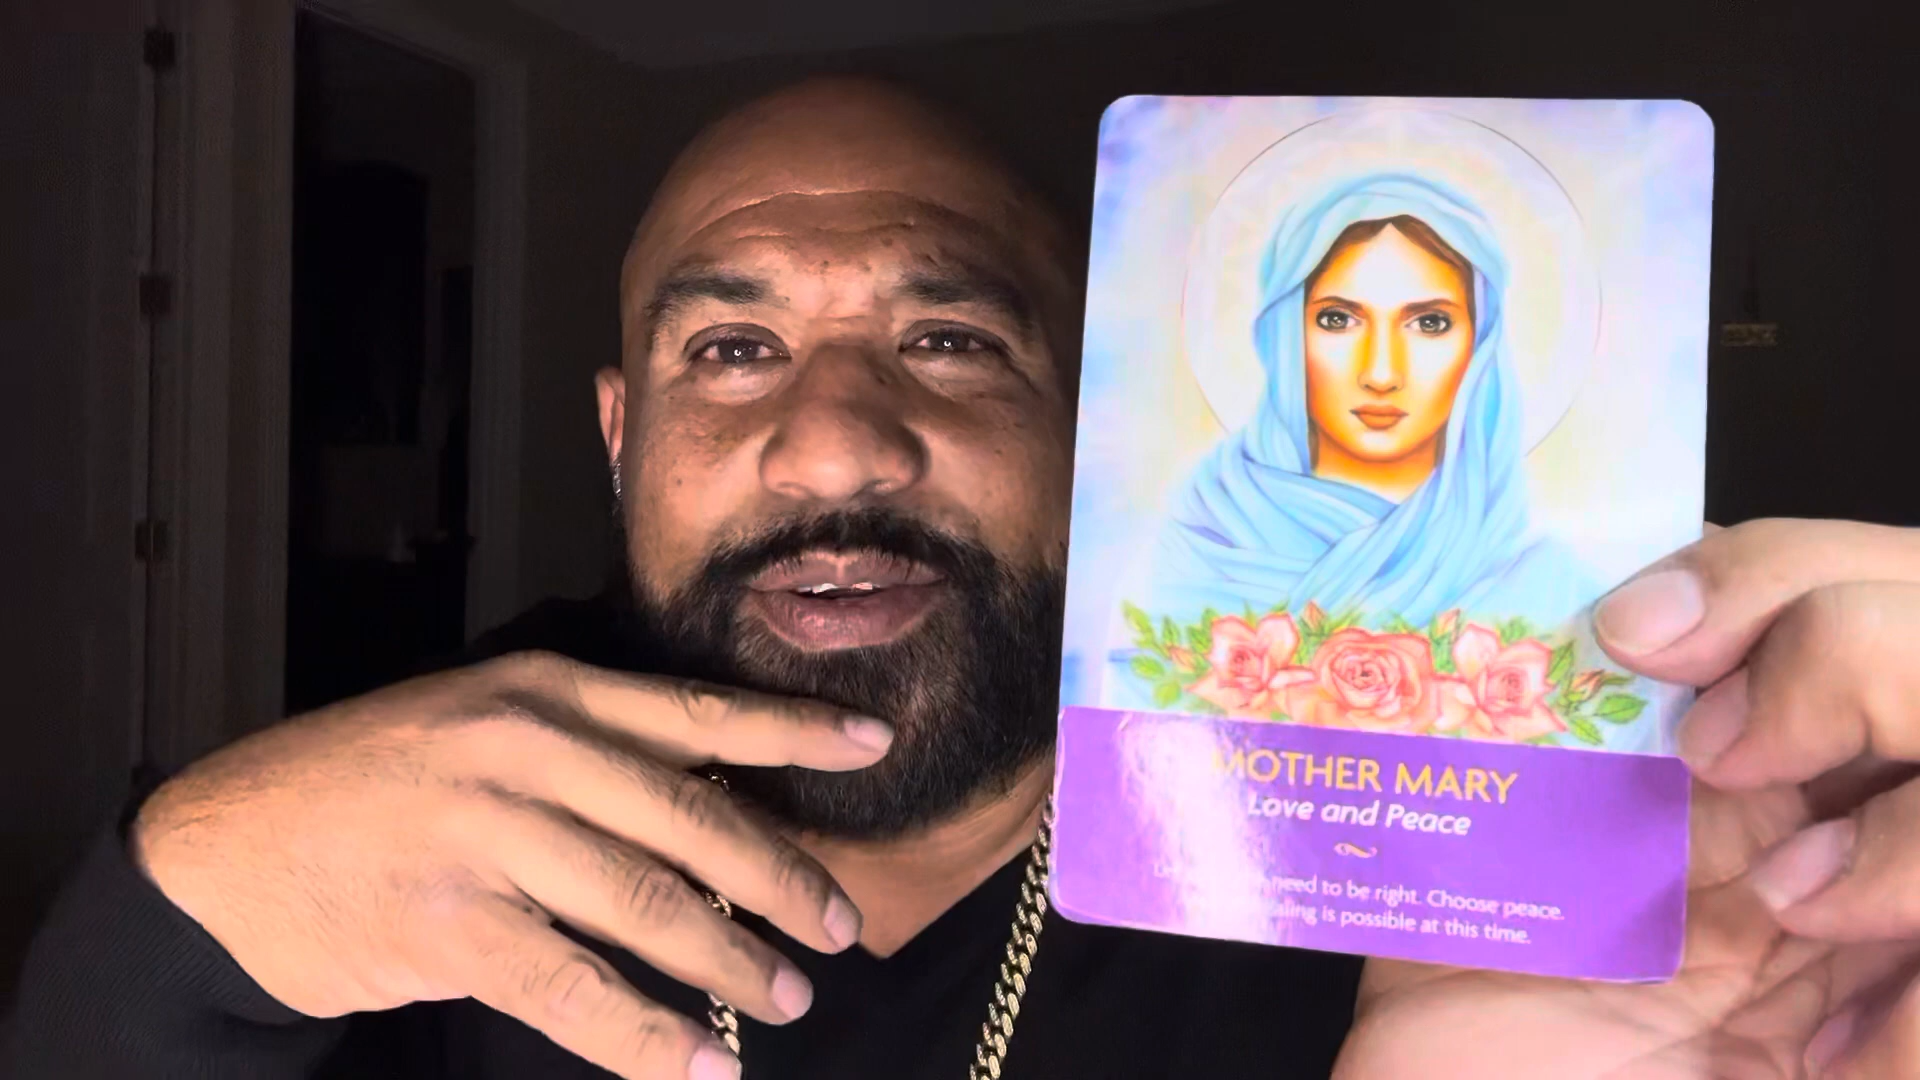 MOTHER MARY
Love and Peace
need to be right. Choose peace.
is possible at this time.